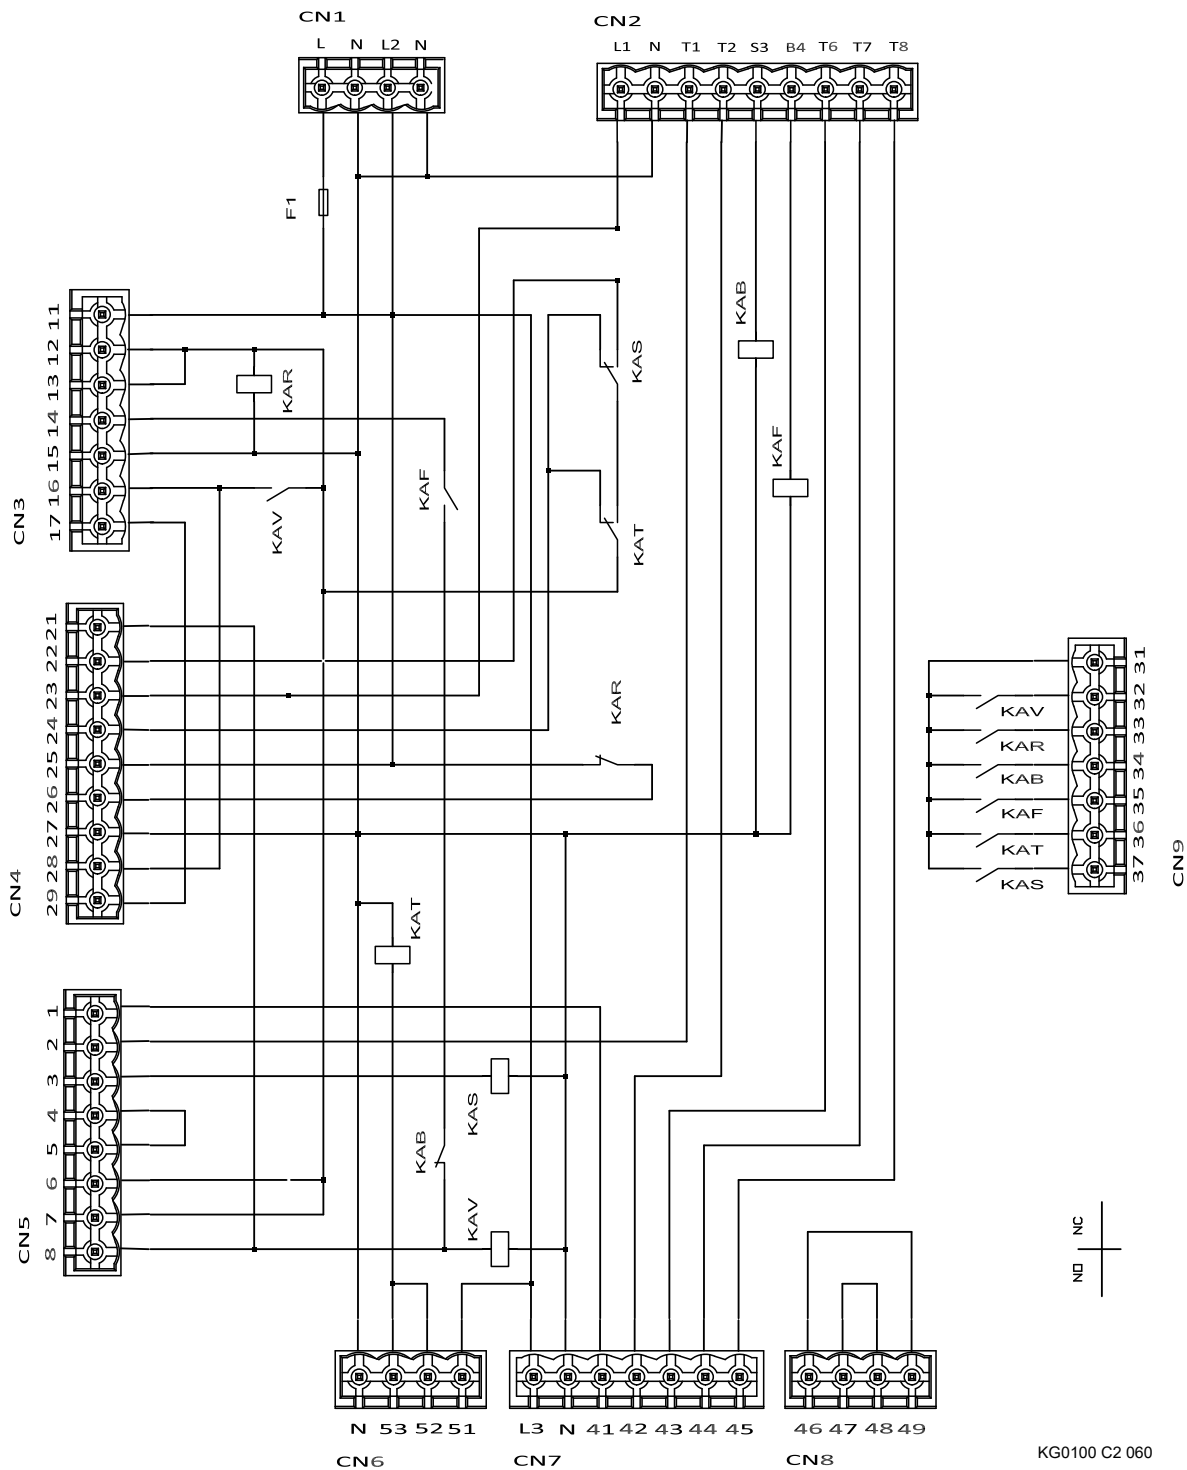 CN1
CN2
L N L2 N
L1 N T1 T2 S3 B4 T6 T7 T8
F1
CN3
11
12
13
14
15
16
17
KAR
KAV
KAF
KAS
KAT
KAB
KAF
CN4
21
22
23
24
25
26
27
28
29
KAR
KAT
CN9
31
32
33
34
35
36
37
KAV
KAR
KAB
KAF
KAT
KAS
CN5
1
2
3
4
5
6
7
8
KAS
KAB
KAV
NC
NO
N 53 52 51
L3 N 41 42 43 44 45
46 47 48 49
CN6
CN7
CN8
KG0100 C2 060